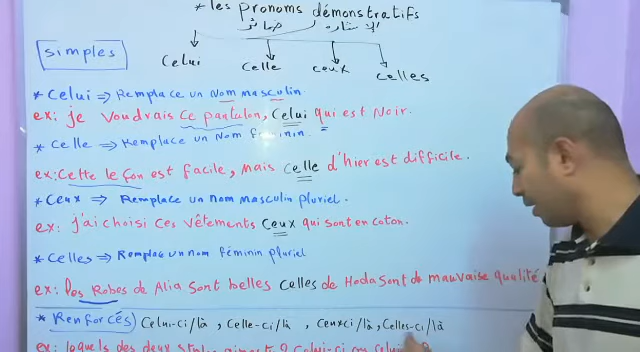 * les pronoms démonstratifs
ضمائر الإشارة
simples
Celui Celle ceux celles
* Celui => Remplace un Nom masculin
ex: je voudrais ce pantalon, Celui qui est Noir.
* Celle => Remplace un Nom féminin.
ex: Cette leçon est facile, mais celle d'hier est difficile.
* Ceux => Remplace un Nom masculin pluriel.
ex: j'ai choisi ces vêtements ceux qui sont en coton.
* Celles => Remplace un nom féminin pluriel
ex: les Robes de Alia sont belles Celles de Hoda sont de mauvaise qualité
* Renforcés Celui-ci/là , Celle-ci/là , ceux ci/là , Celles-ci/là
ex: lequels des deux ? Celui-ci ou Celui ?